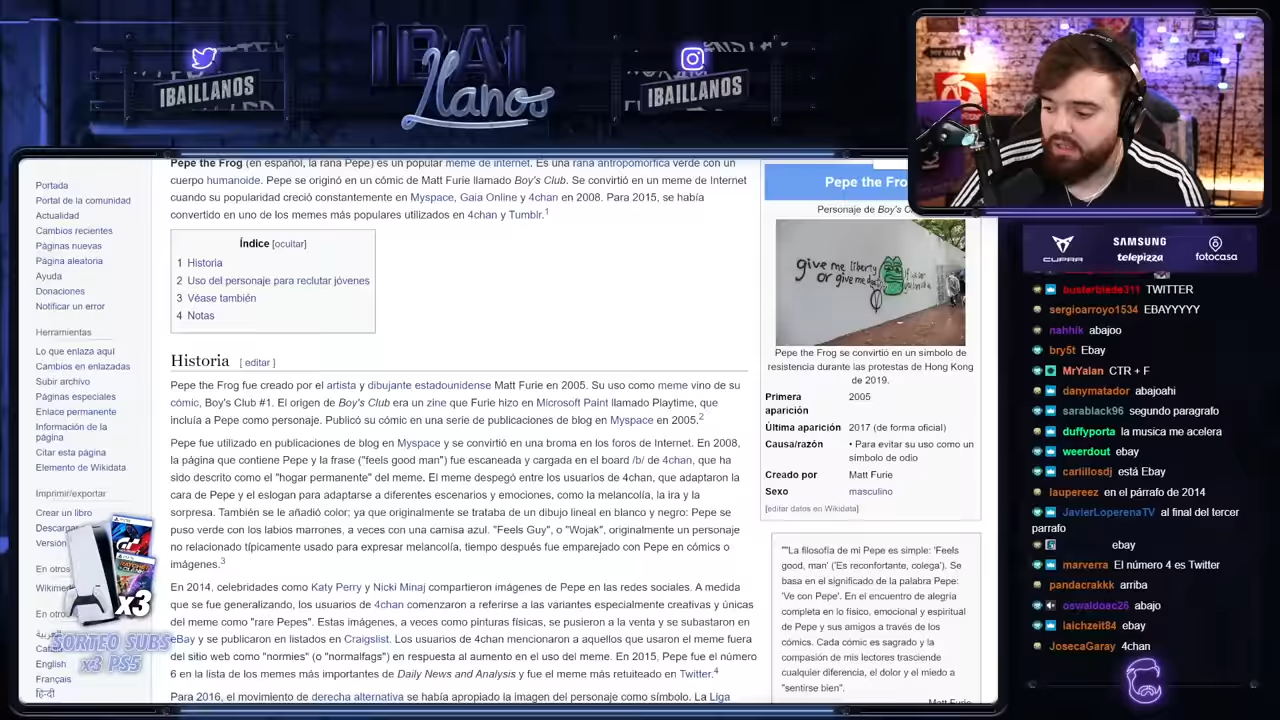 IBAI
Llanos
IBAILLANOS
IBAILLANOS
MY WAY
Portada
Portal de la comunidad
Actualidad
Cambios recientes
Páginas nuevas
Página aleatoria
Ayuda
Donaciones
Notificar un error
Herramientas
Lo que enlaza aquí
Cambios en enlazadas
Subir archivo
Páginas especiales
Enlace permanente
Información de la
página
Citar esta página
Elemento de Wikidata
Imprimir/exportar
Crear un libro
Descargar
Versión
En otros
Wikimedia
En otros
العربية
Català
English
Français
हिन्दी
x3
SORTEO SUBS
x3 PS5
Pepe the Frog (en español, la rana Pepe) es un popular meme de internet. Es una rana antropomórfica verde con un
cuerpo humanoide. Pepe se originó en un cómic de Matt Furie llamado Boy's Club. Se convirtió en un meme de Internet
cuando su popularidad creció constantemente en Myspace, Gaia Online y 4chan en 2008. Para 2015, se había
convertido en uno de los memes más populares utilizados en 4chan y Tumblr.1
Índice [ocultar]
1 Historia
2 Uso del personaje para reclutar jóvenes
3 Véase también
4 Notas
Historia [ editar ]
Pepe the Frog fue creado por el artista y dibujante estadounidense Matt Furie en 2005. Su uso como meme vino de su
cómic, Boy's Club #1. El origen de Boy's Club era un zine que Furie hizo en Microsoft Paint llamado Playtime, que
incluía a Pepe como personaje. Publicó su cómic en una serie de publicaciones de blog en Myspace en 2005.2
Pepe fue utilizado en publicaciones de blog en Myspace y se convirtió en una broma en los foros de Internet. En 2008,
la página que contiene Pepe y la frase ("feels good man") fue escaneada y cargada en el board /b/ de 4chan, que ha
sido descrito como el "hogar permanente" del meme. El meme despegó entre los usuarios de 4chan, que adaptaron la
cara de Pepe y el eslogan para adaptarse a diferentes escenarios y emociones, como la melancolía, la ira y la
sorpresa. También se le añadió color; ya que originalmente se trataba de un dibujo lineal en blanco y negro: Pepe se
puso verde con los labios marrones, a veces con una camisa azul. "Feels Guy", o "Wojak", originalmente un personaje
no relacionado típicamente usado para expresar melancolía, tiempo después fue emparejado con Pepe en cómics o
imágenes.3
En 2014, celebridades como Katy Perry y Nicki Minaj compartieron imágenes de Pepe en las redes sociales. A medida
que se fue generalizando, los usuarios de 4chan comenzaron a referirse a las variantes especialmente creativas y únicas
del meme como "rare Pepes". Estas imágenes, a veces como pinturas físicas, se pusieron a la venta y se subastaron en
eBay y se publicaron en listados en Craigslist. Los usuarios de 4chan mencionaron a aquellos que usaron el meme fuera
del sitio web como "normies" (o "normalfags") en respuesta al aumento en el uso del meme. En 2015, Pepe fue el número
6 en la lista de los memes más importantes de Daily News and Analysis y fue el meme más retuiteado en Twitter.4
Para 2016, el movimiento de derecha alternativa se había apropiado la imagen del personaje como símbolo. La Liga
Pepe the Fro
Personaje de Boy's C
give me liberty
or give me
Pepe the Frog se convirtió en un símbolo de
resistencia durante las protestas de Hong Kong
de 2019.
Primera
aparición
2005
Última aparición 2017 (de forma oficial)
Causa/razón • Para evitar su uso como un
símbolo de odio
Creado por Matt Furie
Sexo masculino
[editar datos en Wikidata]
""La filosofía de mi Pepe es simple: 'Feels
good, man' ('Es reconfortante, colega'). Se
basa en el significado de la palabra Pepe:
'Ve con Pepe'. En el encuentro de alegría
completa en lo físico, emocional y espiritual
de Pepe y sus amigos a través de los
cómics. Cada cómic es sagrado y la
compasión de mis lectores trasciende
cualquier diferencia, el dolor y el miedo a
"sentirse bien".
Matt Furie
CUPRA
SAMSUNG
telepizza
fotocasa
busterblade311 TWITTER
sergioarroyo1534 EBAYYYYY
nahhik abajoo
bry5t Ebay
MrYalan CTR + F
danymatador abajoahi
sarablack96 segundo paragrafo
duffyporta la musica me acelera
weerdout ebay
carlillosdj está Ebay
laupereez en el párrafo de 2014
JavierLoperenaTV al final del tercer
parrafo
ebay
marverra El número 4 es Twitter
pandacrakkk arriba
oswaldoac26 abajo
laichzeit84 ebay
JosecaGaray 4chan